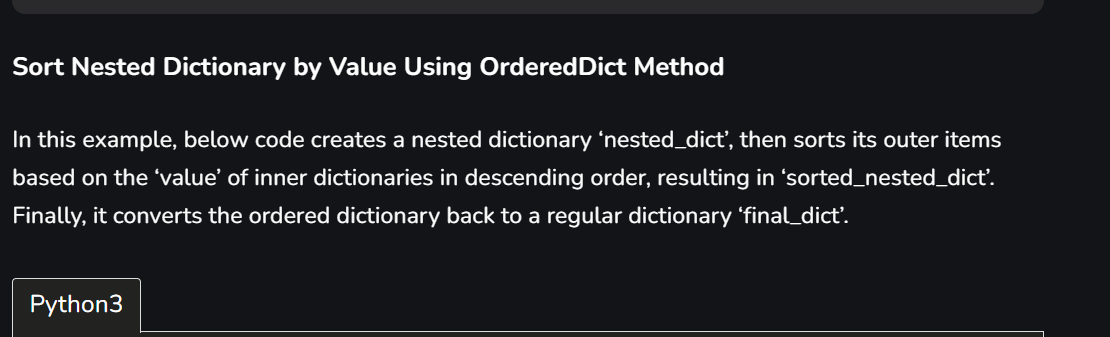 Sort Nested Dictionary by Value Using OrderedDict Method
In this example, below code creates a nested dictionary ‘nested_dict’, then sorts its outer items
based on the ‘value’ of inner dictionaries in descending order, resulting in ‘sorted_nested_dict’.
Finally, it converts the ordered dictionary back to a regular dictionary ‘final_dict’.
Python3